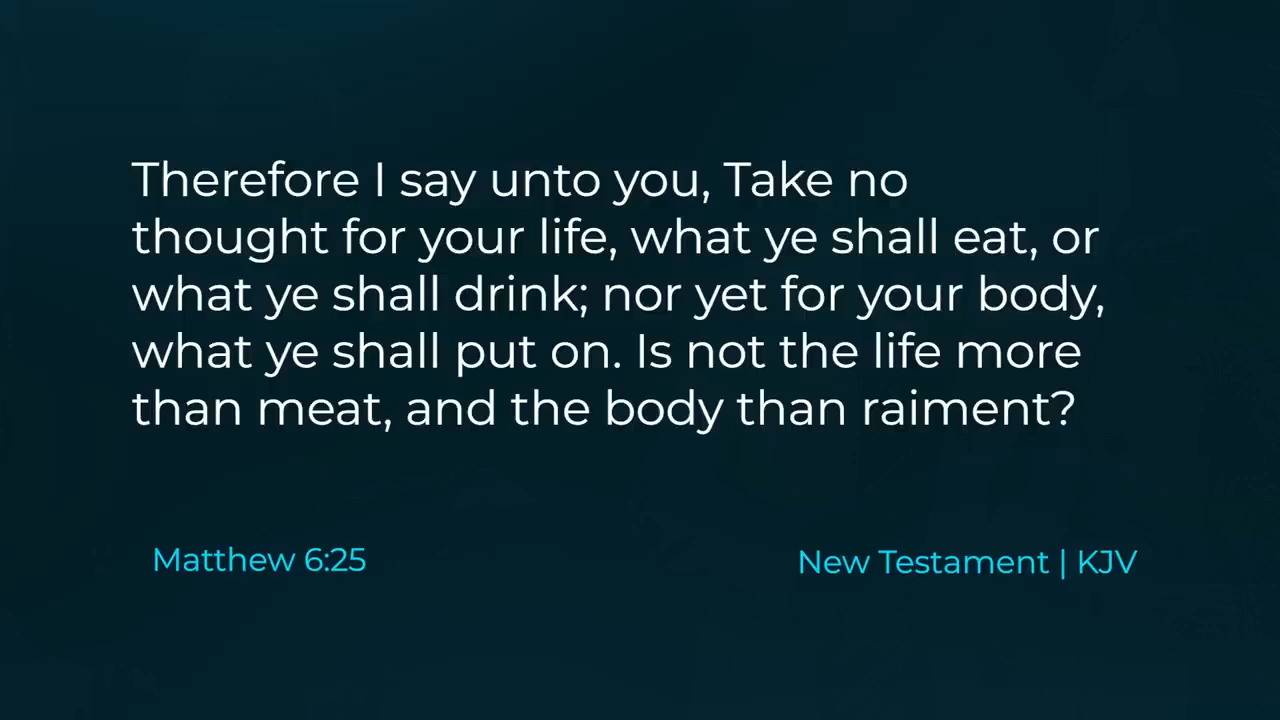 Therefore I say unto you, Take no
thought for your life, what ye shall eat, or
what ye shall drink; nor yet for your body,
what ye shall put on. Is not the life more
than meat, and the body than raiment?
Matthew 6:25
New Testament | KJV